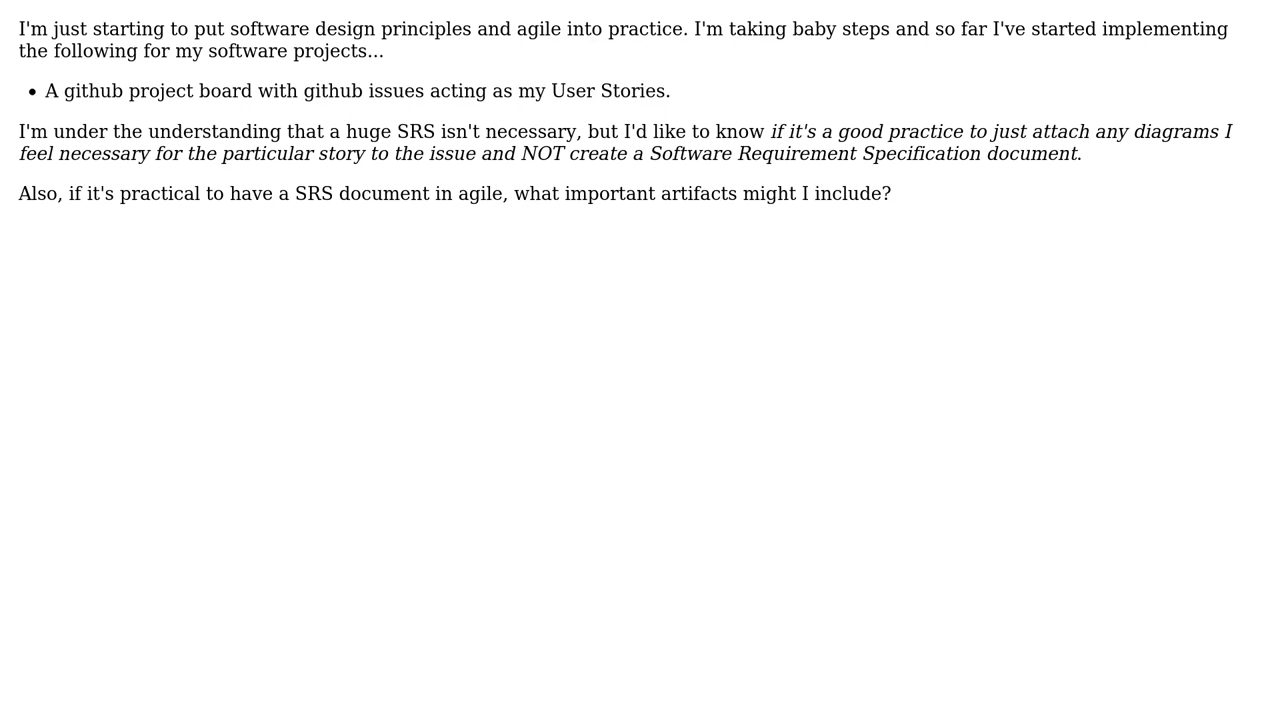 I'm just starting to put software design principles and agile into practice. I'm taking baby steps and so far I've started implementing
the following for my software projects...
• A github project board with github issues acting as my User Stories.
I'm under the understanding that a huge SRS isn't necessary, but I'd like to know if it's a good practice to just attach any diagrams I
feel necessary for the particular story to the issue and NOT create a Software Requirement Specification document.
Also, if it's practical to have a SRS document in agile, what important artifacts might I include?